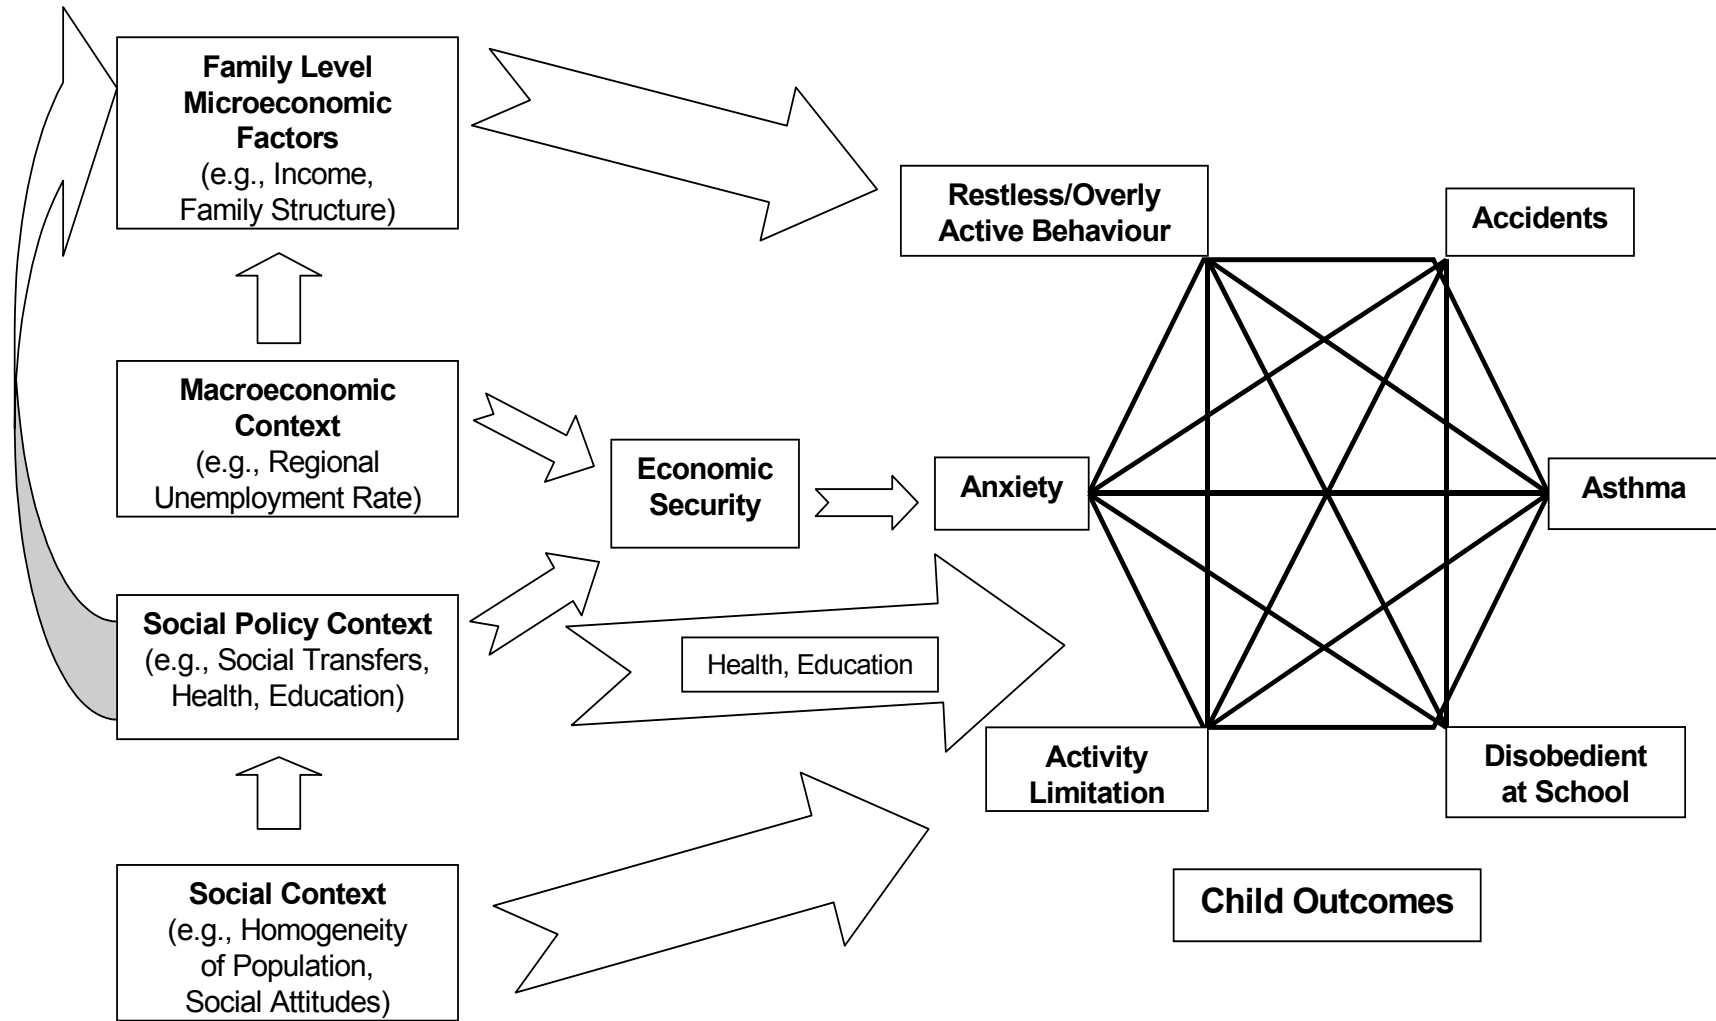 Family Level
Microeconomic
Factors
(e.g., Income,
Family Structure)
Restless/Overly
Active Behaviour
Accidents
Macroeconomic
Context
(e.g., Regional
Unemployment Rate)
Economic
Security
Anxiety
Asthma
Social Policy Context
(e.g., Social Transfers,
Health, Education)
Health, Education
Activity
Limitation
Disobedient
at School
Social Context
(e.g., Homogeneity
of Population,
Social Attitudes)
Child Outcomes